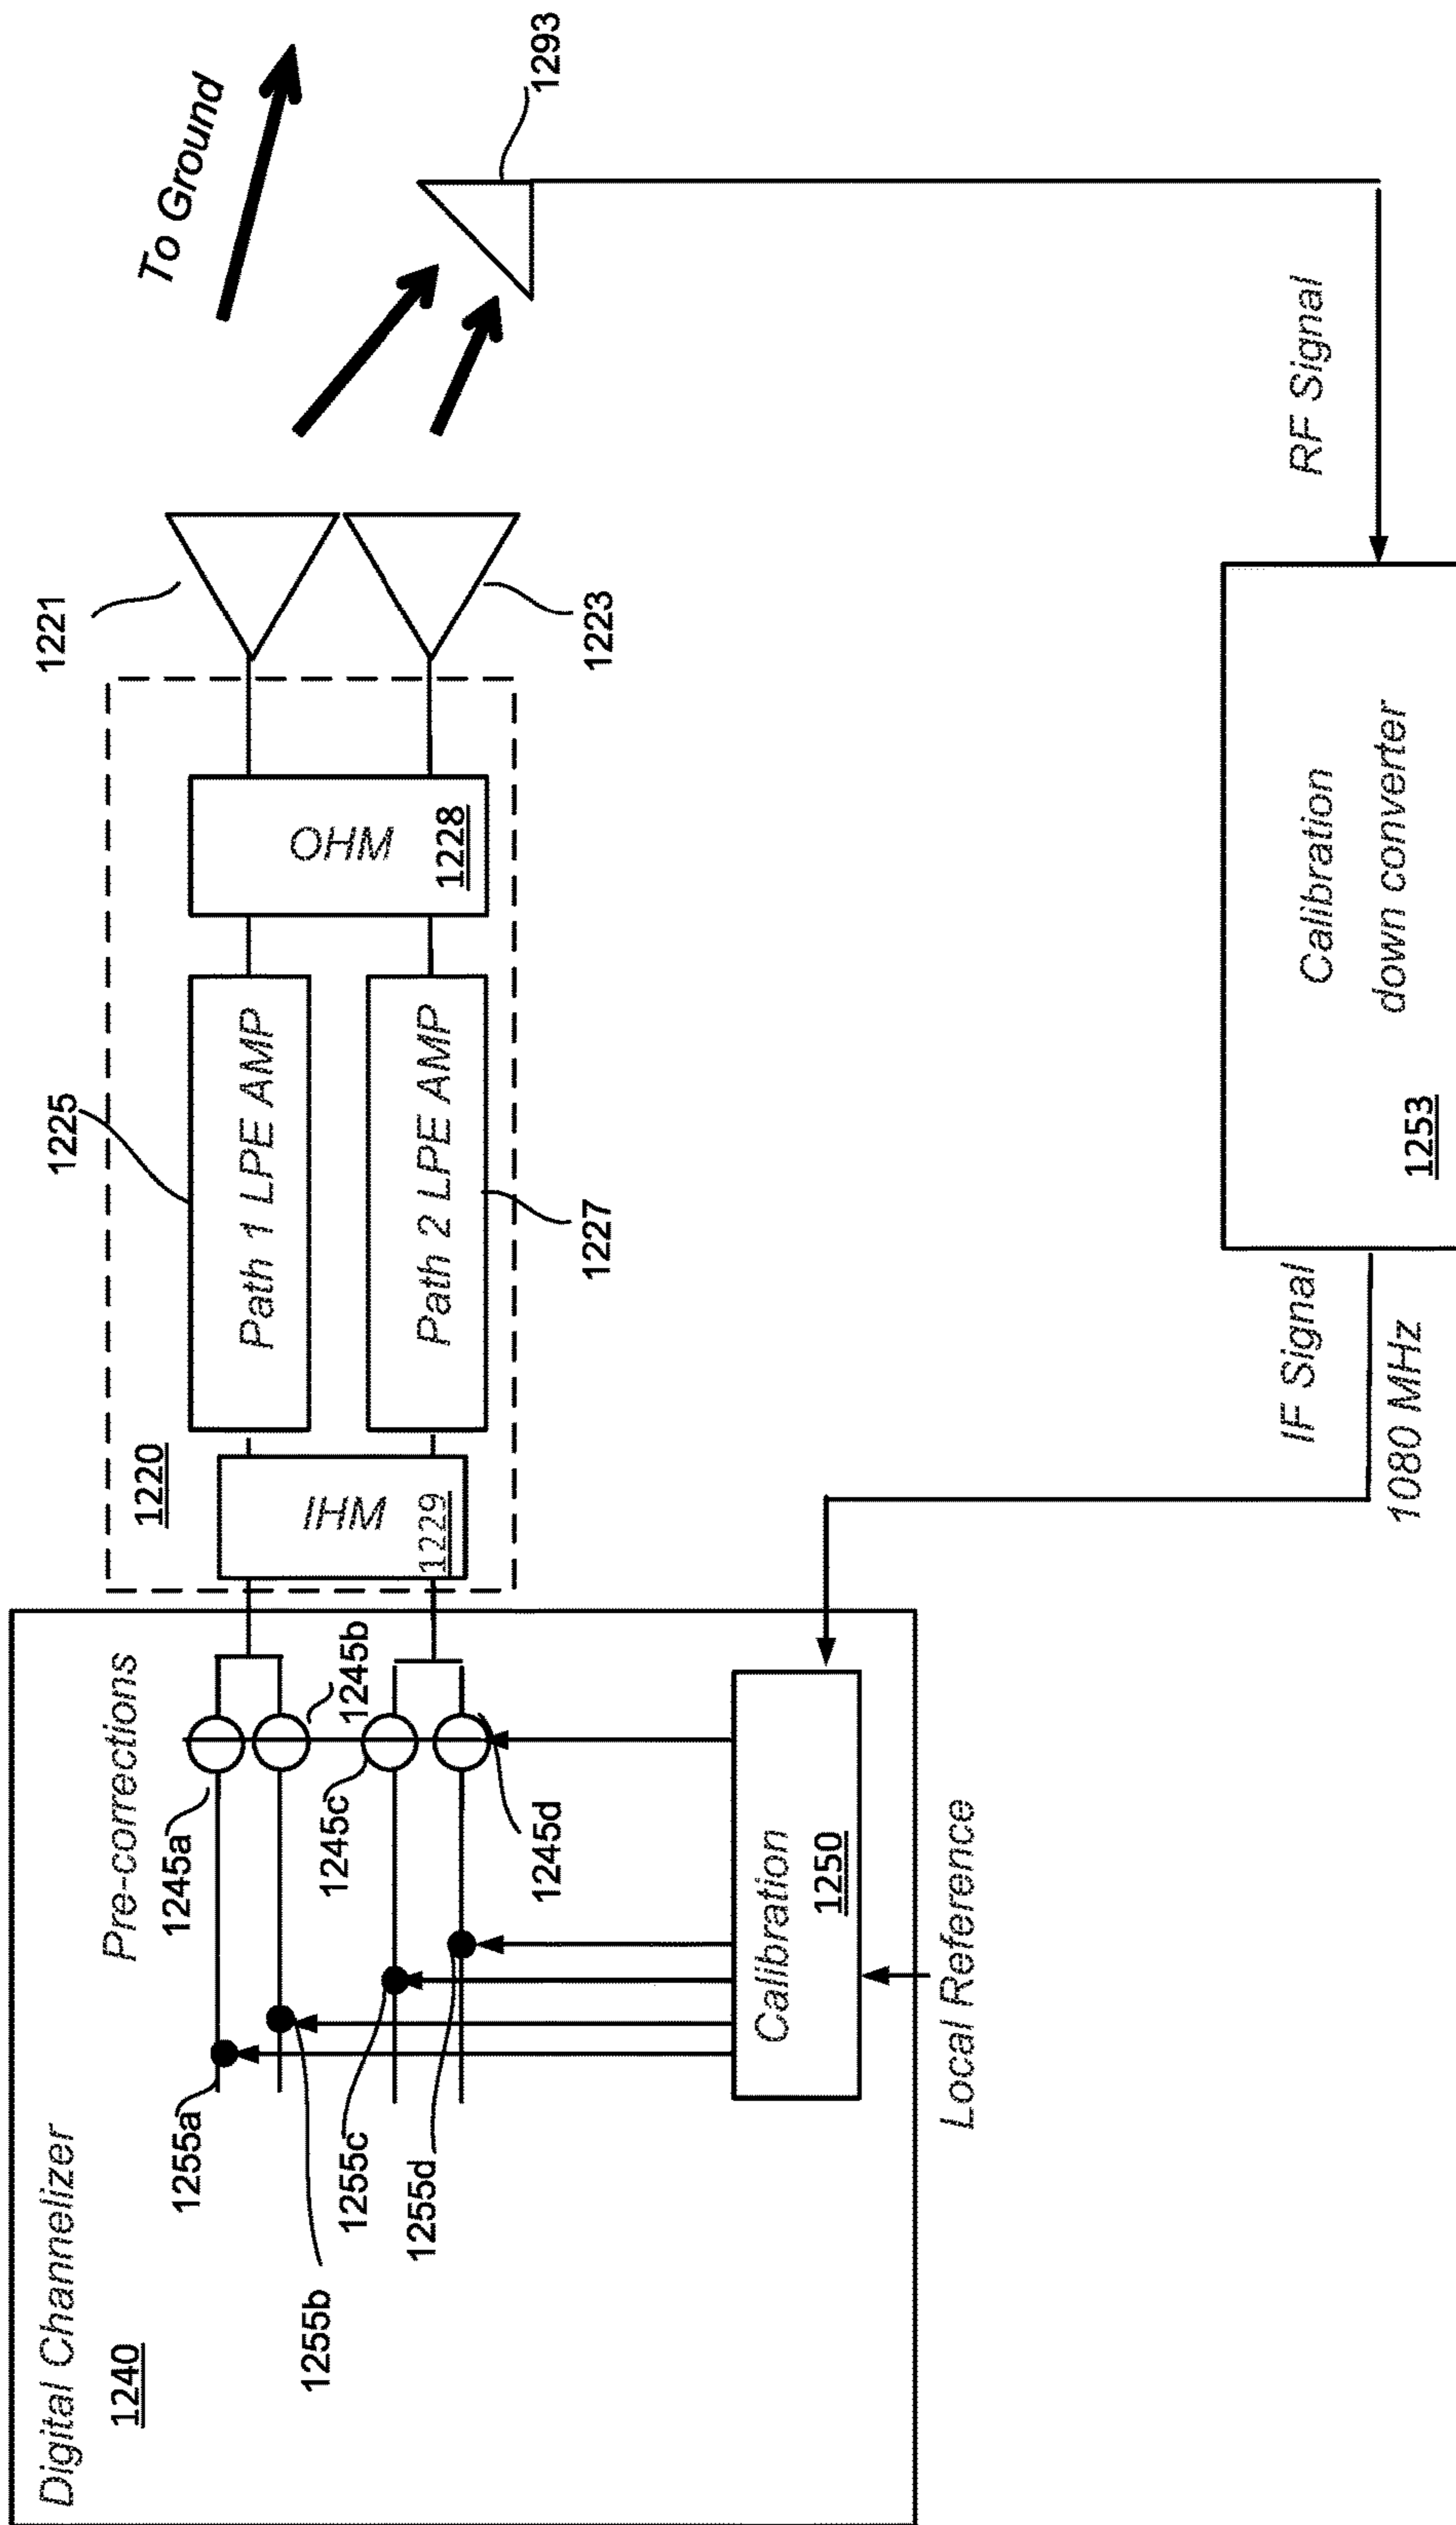 Digital Channelizer
1240
Pre-corrections
1245a
1245b
1245c
1245d
1255a
1255b
1255c
1255d
Calibration
1250
Local Reference
1220
IHM
1229
1225
Path 1 LPE AMP
Path 2 LPE AMP
1227
OHM
1228
1221
1223
To Ground
1293
RF Signal
Calibration
down converter
1253
IF Signal
1080 MHz